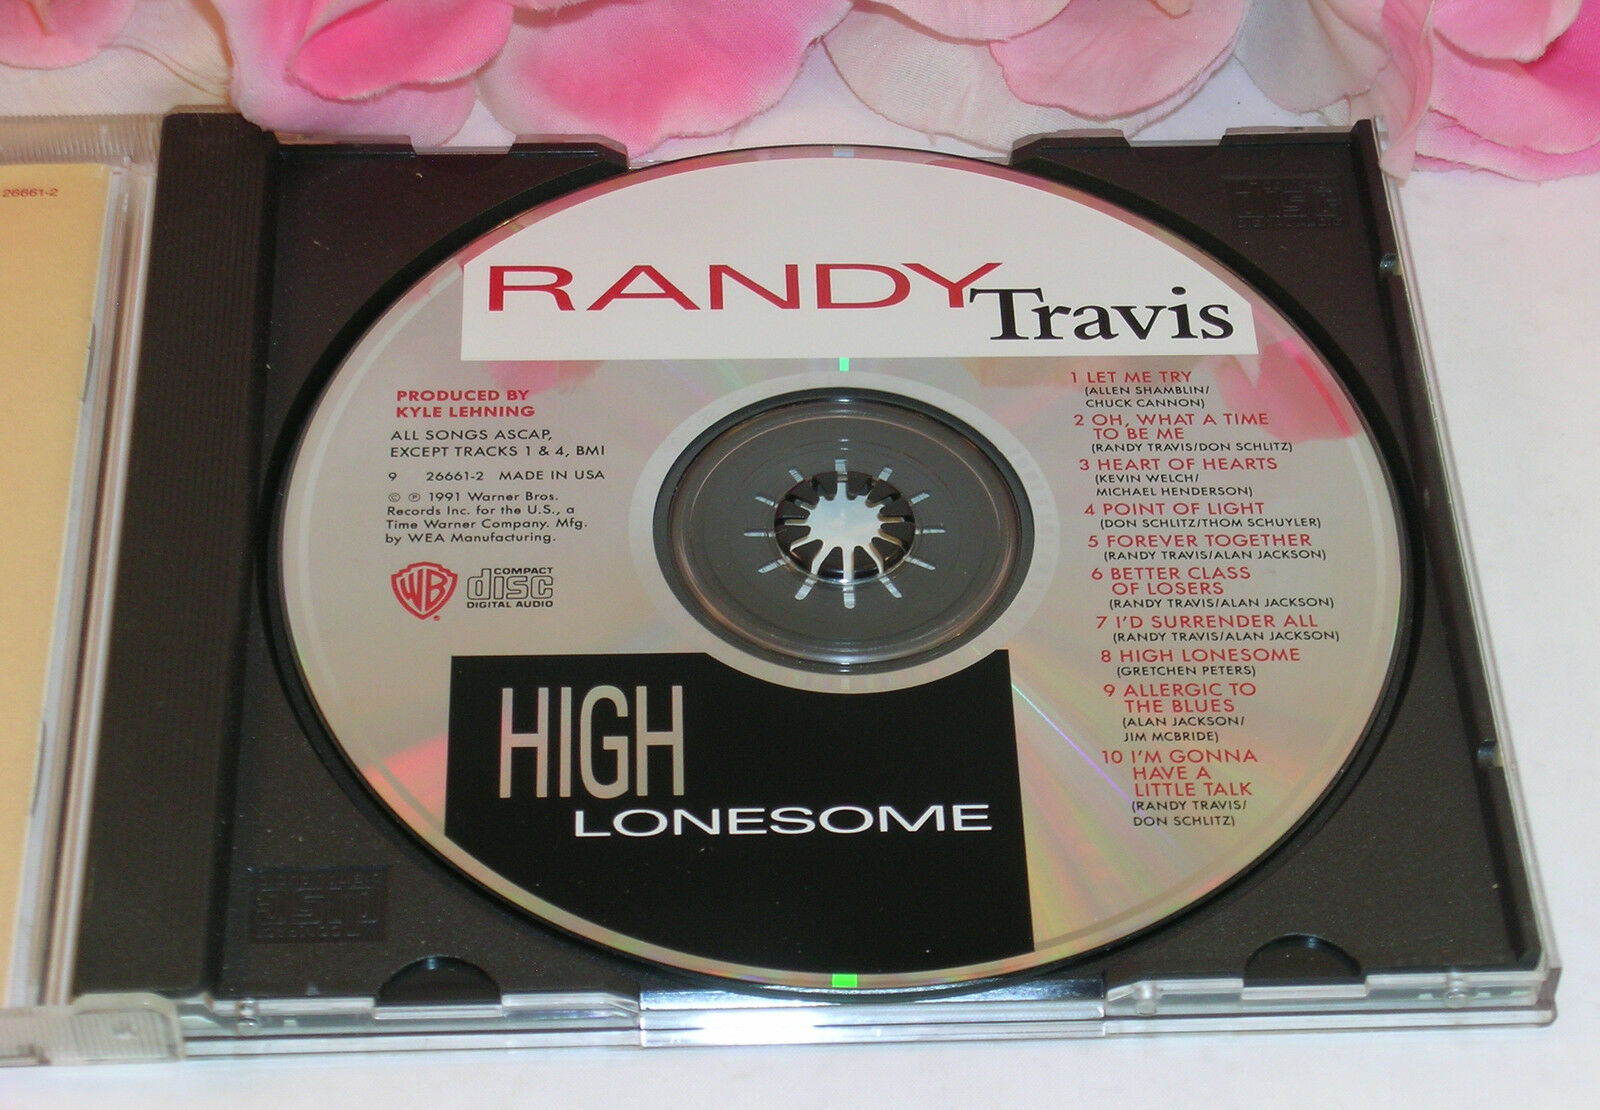 26661-2
RANDY
Travis
PRODUCED BY
KYLE LEHNING
ALL SONGS ASCAP,
EXCEPT TRACKS 1 & 4, BMI
9 26661-2 MADE IN USA
© ℗ 1991 Warner Bros.
Records Inc. for the U.S., a
Time Warner Company. Mfg.
by WEA Manufacturing.
WB
COMPACT
disc
DIGITAL AUDIO
HIGH
LONESOME
1 LET ME TRY
(ALLEN SHAMBLIN/
CHUCK CANNON)
2 OH, WHAT A TIME
TO BE ME
(RANDY TRAVIS/DON SCHLITZ)
3 HEART OF HEARTS
(KEVIN WELCH/
MICHAEL HENDERSON)
4 POINT OF LIGHT
(DON SCHLITZ/THOM SCHUYLER)
5 FOREVER TOGETHER
(RANDY TRAVIS/ALAN JACKSON)
6 BETTER CLASS
OF LOSERS
(RANDY TRAVIS/ALAN JACKSON)
7 I'D SURRENDER ALL
(RANDY TRAVIS/ALAN JACKSON)
8 HIGH LONESOME
(GRETCHEN PETERS)
9 ALLERGIC TO
THE BLUES
(ALAN JACKSON/
JIM MCBRIDE)
10 I'M GONNA
HAVE A
LITTLE TALK
(RANDY TRAVIS/
DON SCHLITZ)